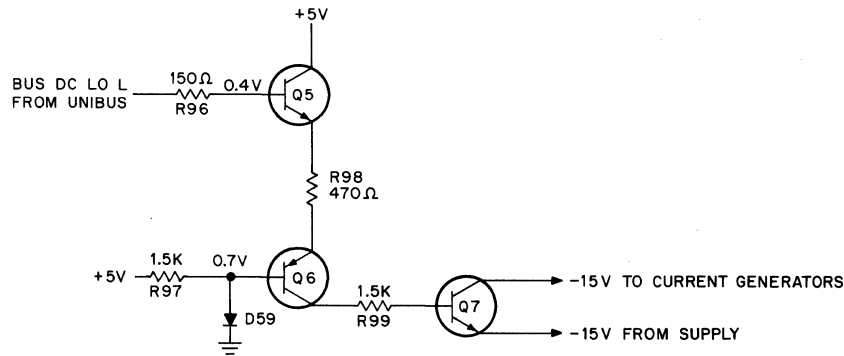 +5V
BUS DC LO L
FROM UNIBUS
150Ω
0.4V
R96
Q5
R98
470Ω
+5V
1.5K
R97
0.7V
Q6
D59
1.5K
R99
Q7
-15V TO CURRENT GENERATORS
-15V FROM SUPPLY